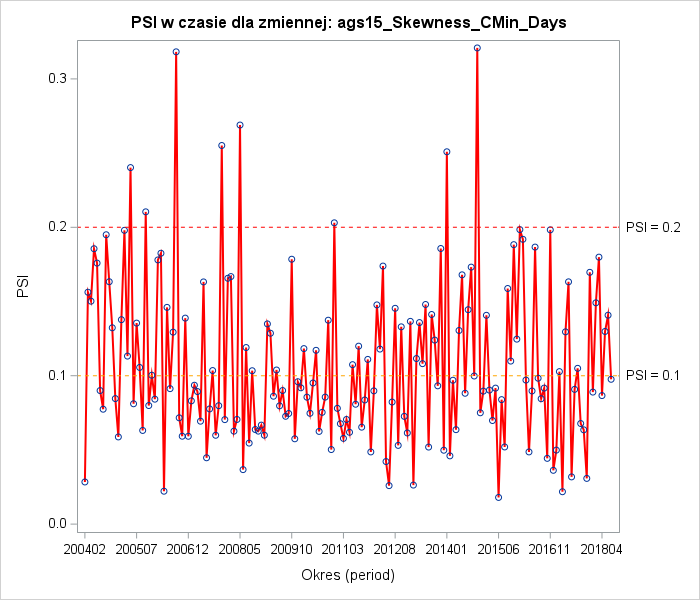 PSI w czasie dla zmiennej: ags15_Skewness_CMin_Days
0.3
0.2
PSI = 0.2
PSI
0.1
PSI = 0.1
0.0
200402 200507 200612 200805 200910 201103 201208 201401 201506 201611 201804
Okres (period)